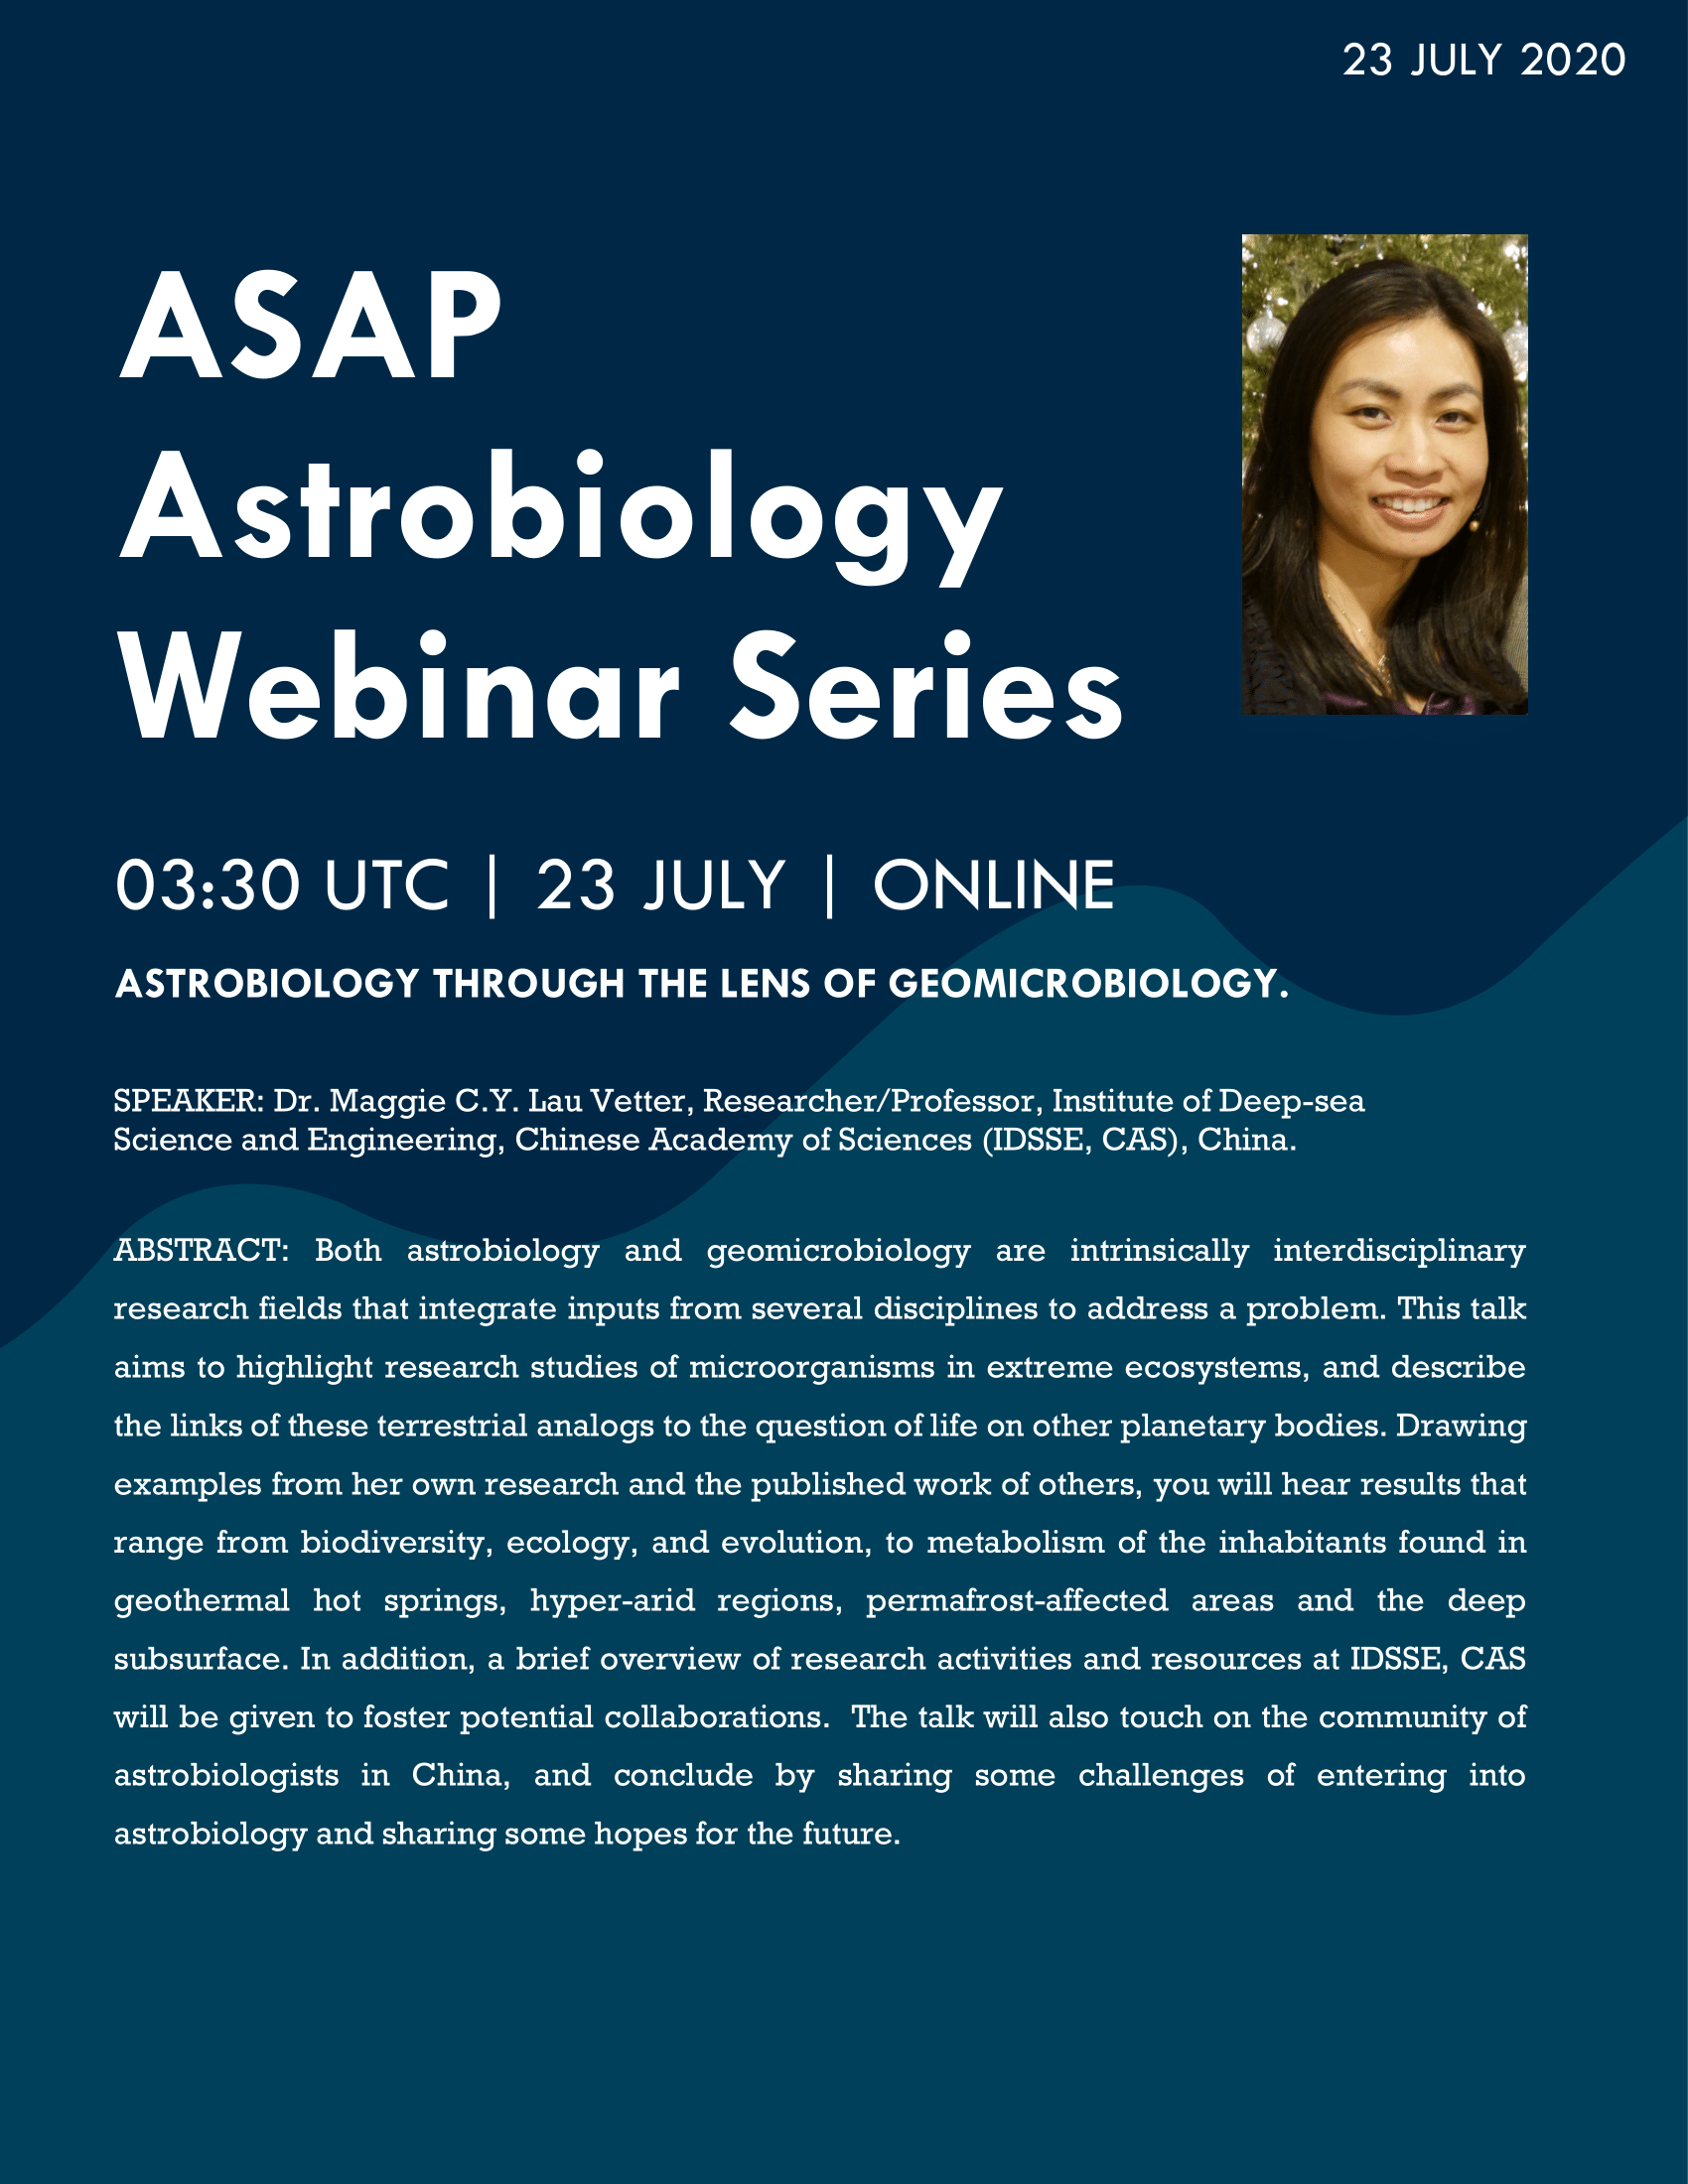 23 JULY 2020
ASAP
Astrobiology
Webinar Series
03:30 UTC | 23 JULY | ONLINE
ASTROBIOLOGY THROUGH THE LENS OF GEOMICROBIOLOGY.
SPEAKER: Dr. Maggie C.Y. Lau Vetter, Researcher/Professor, Institute of Deep-sea
Science and Engineering, Chinese Academy of Sciences (IDSSE, CAS), China.
ABSTRACT: Both astrobiology and geomicrobiology are intrinsically interdisciplinary
research fields that integrate inputs from several disciplines to address a problem. This talk
aims to highlight research studies of microorganisms in extreme ecosystems, and describe
the links of these terrestrial analogs to the question of life on other planetary bodies. Drawing
examples from her own research and the published work of others, you will hear results that
range from biodiversity, ecology, and evolution, to metabolism of the inhabitants found in
geothermal hot springs, hyper-arid regions, permafrost-affected areas and the deep
subsurface. In addition, a brief overview of research activities and resources at IDSSE, CAS
will be given to foster potential collaborations.  The talk will also touch on the community of
astrobiologists in China, and conclude by sharing some challenges of entering into
astrobiology and sharing some hopes for the future.